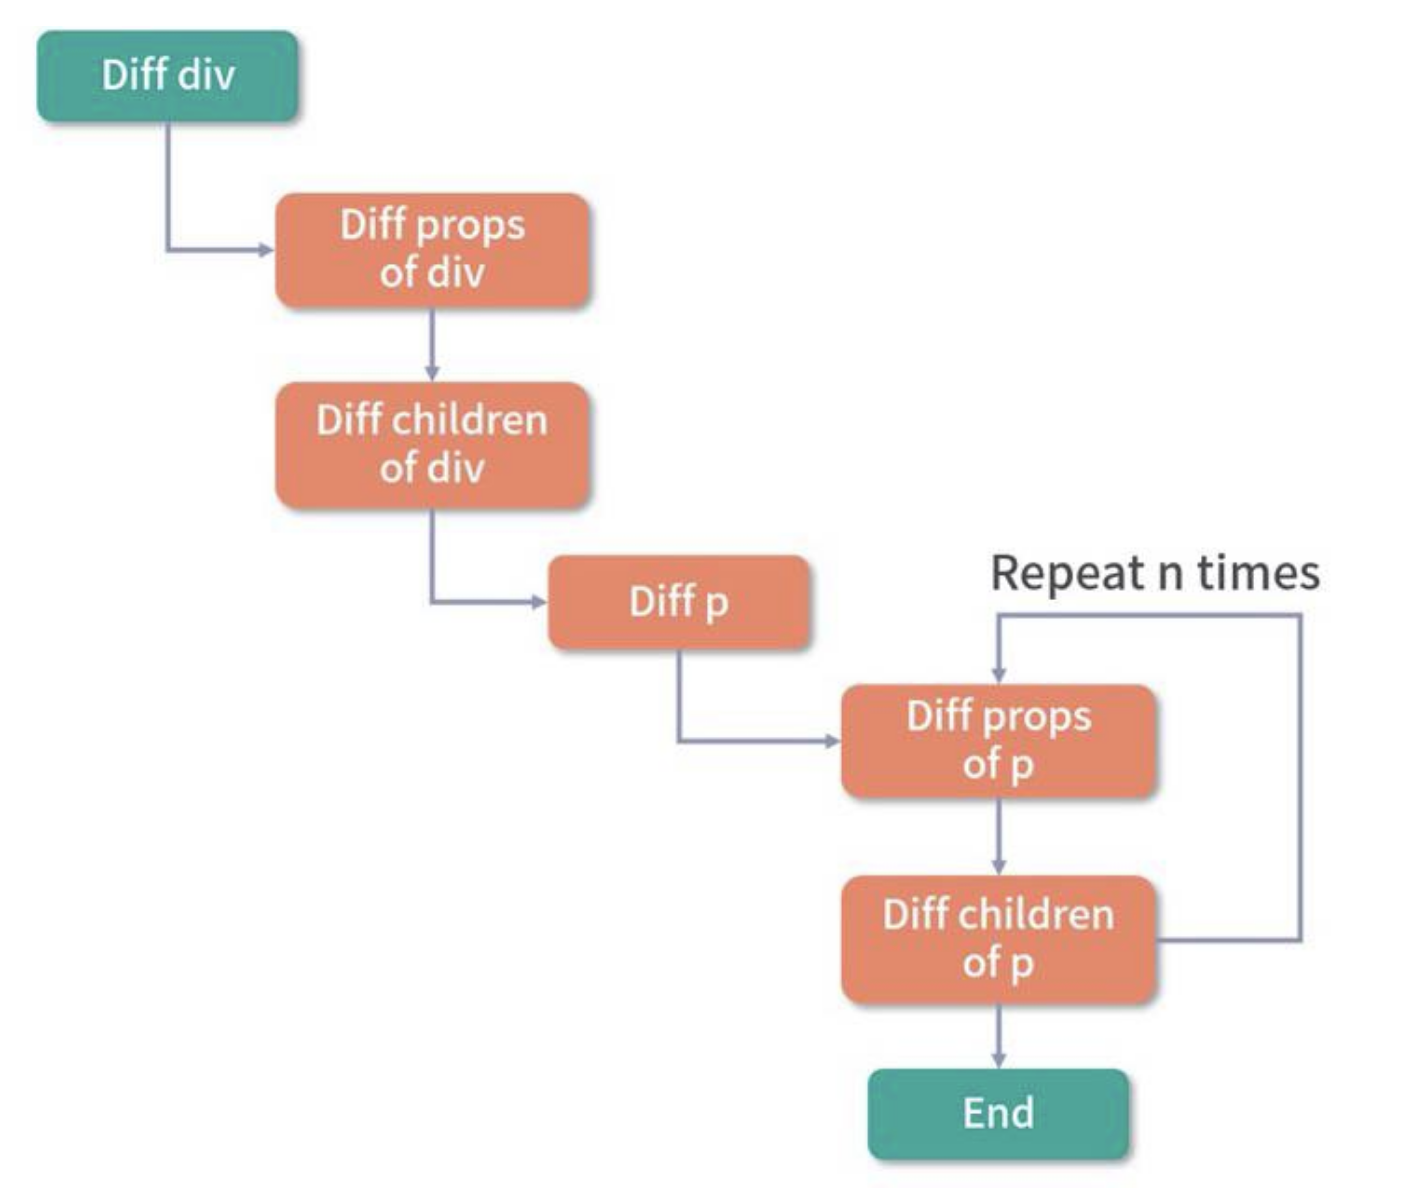 Diff div
Diff props
of div
Diff children
of div
Diff p
Repeat n times
Diff props
of p
Diff children
of p
End